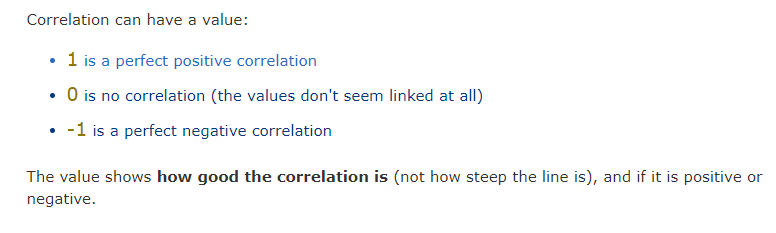 Correlation can have a value:
• 1 is a perfect positive correlation
• 0 is no correlation (the values don't seem linked at all)
• -1 is a perfect negative correlation
The value shows how good the correlation is (not how steep the line is), and if it is positive or
negative.